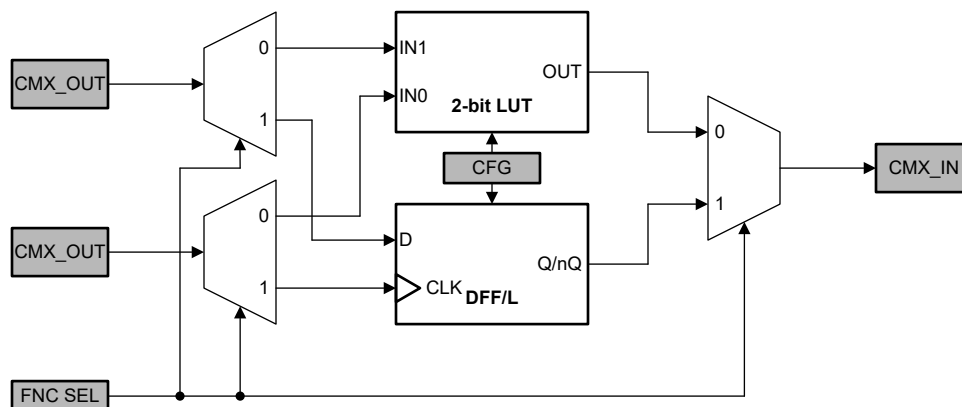 0
IN1
OUT
CMX_OUT
IN0
2-bit LUT
1
0
CFG
CMX_IN
0
1
D
CMX_OUT
Q/nQ
1
CLK
DFF/L
FNC SEL